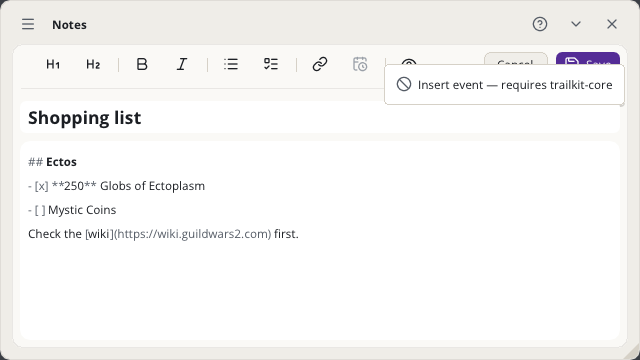 Notes
H1 H2 B I
Cancel Save
Insert event — requires trailkit-core
Shopping list
## Ectos
- [x] **250** Globs of Ectoplasm
- [ ] Mystic Coins
Check the [wiki](https://wiki.guildwars2.com) first.